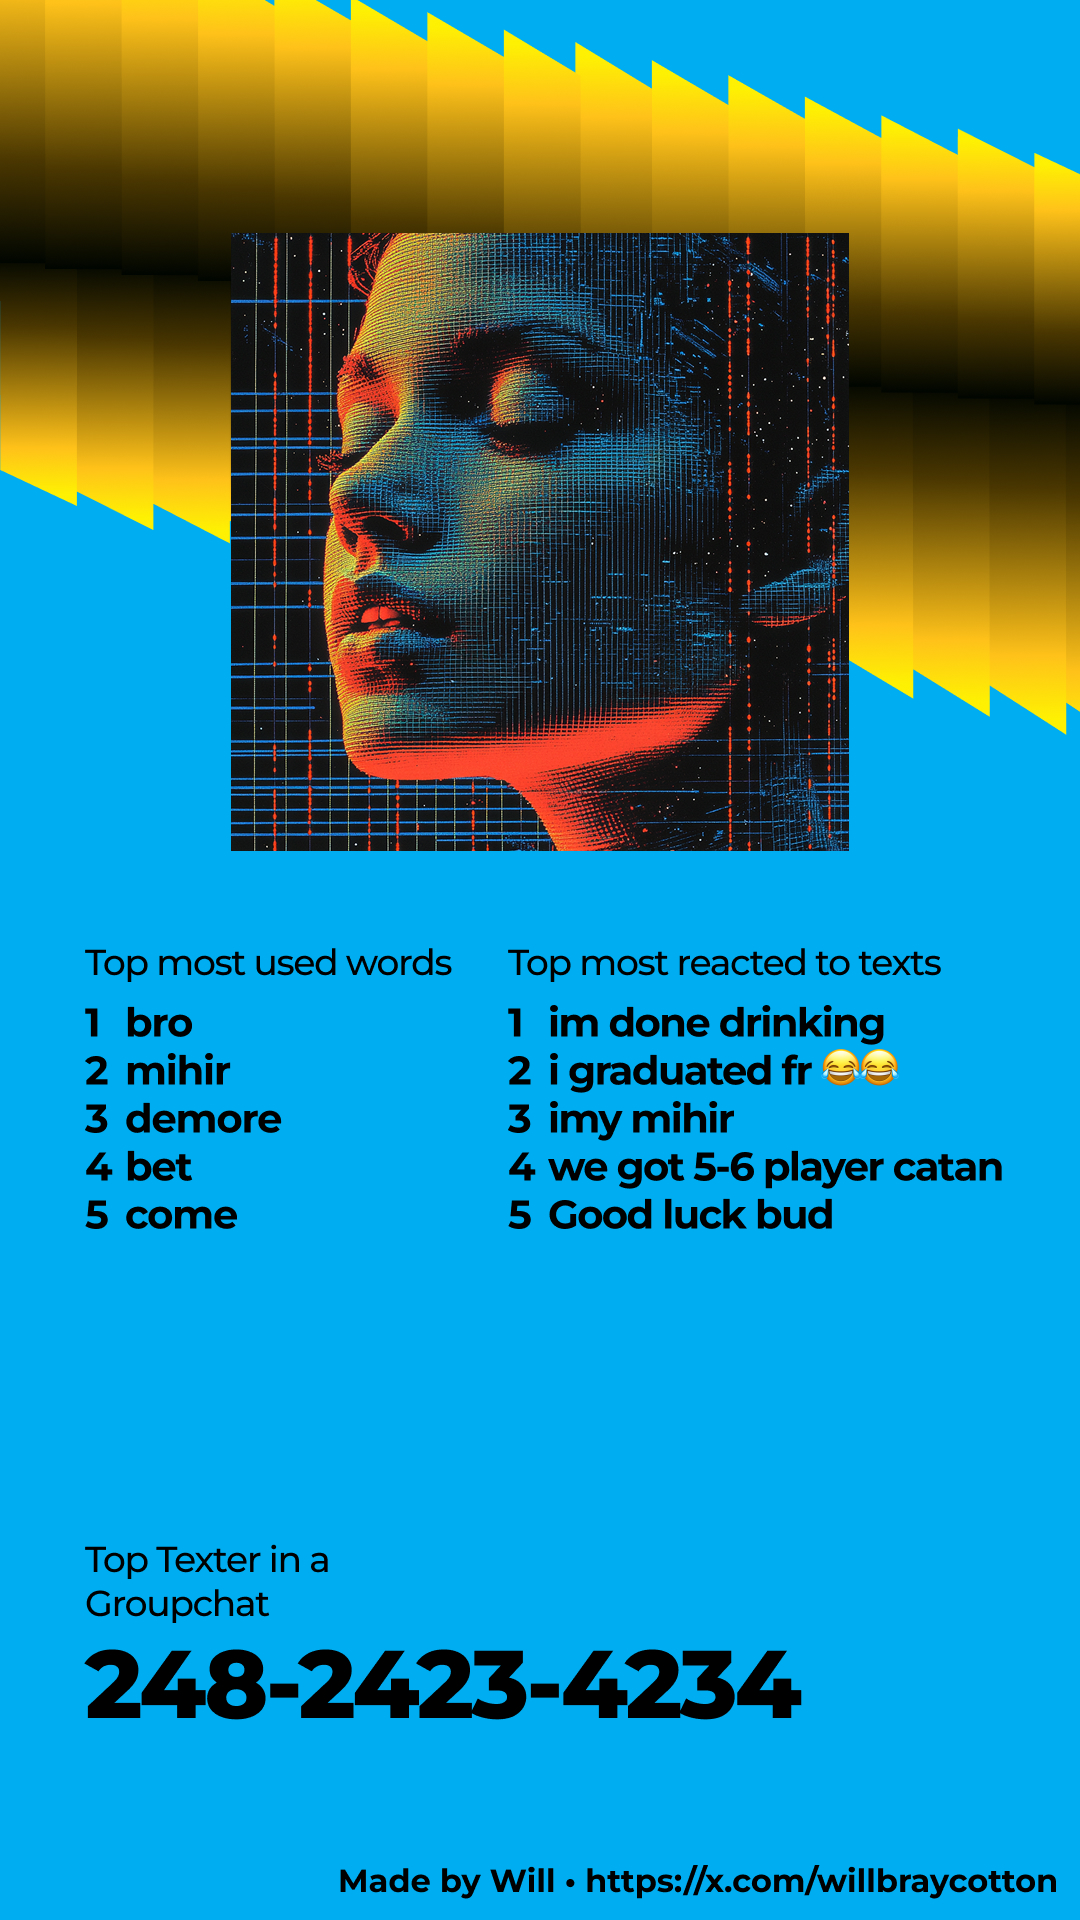 Top most used words
1 bro
2 mihir
3 demore
4 bet
5 come
Top most reacted to texts
1 im done drinking
2 i graduated fr 😂😂
3 imy mihir
4 we got 5-6 player catan
5 Good luck bud
Top Texter in a
Groupchat
248-2423-4234
Made by Will • https://x.com/willbraycotton